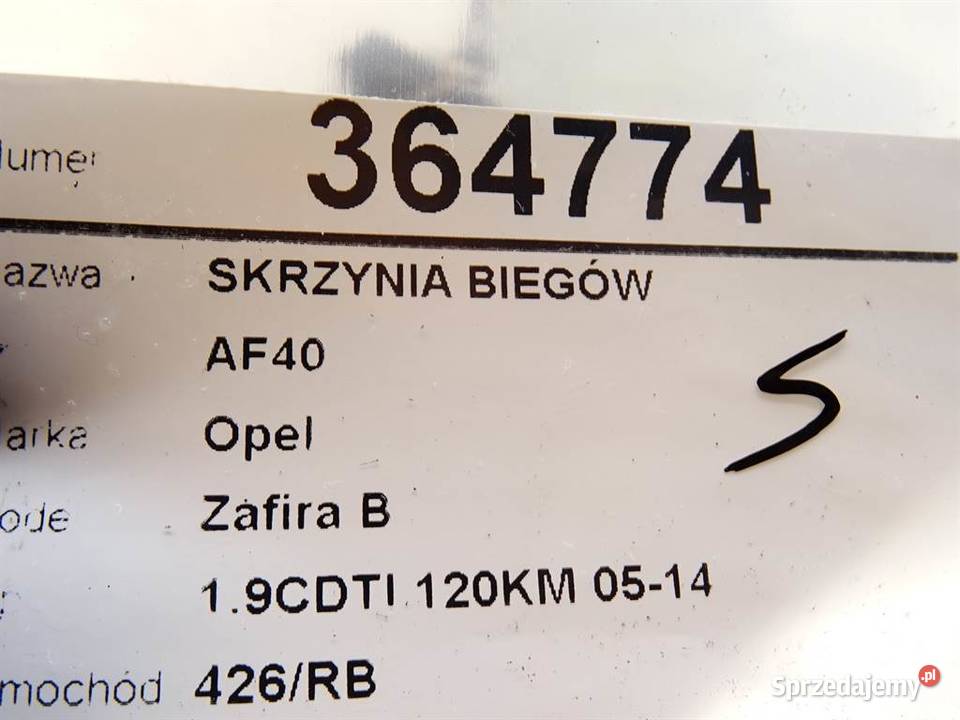 364774
azwa SKRZYNIA BIEGÓW
AF40
arka Opel
ode Zafira B
1.9CDTI 120KM 05-14
mochód 426/RB
S
Sprzedajemy.pl